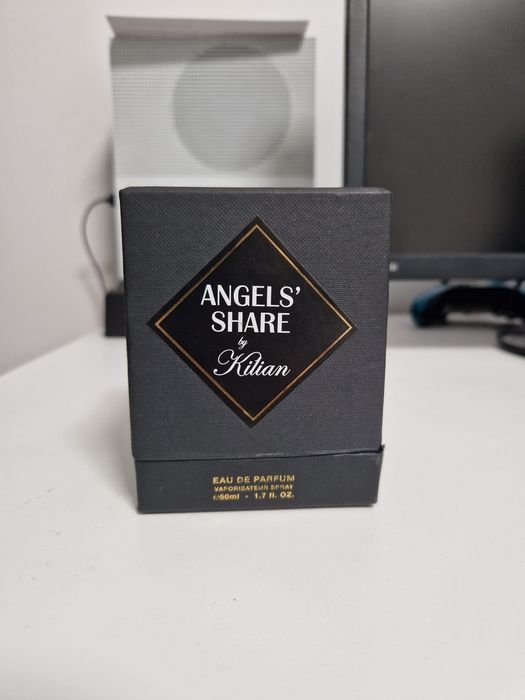 ANGELS'
SHARE
by
Kilian
EAU DE PARFUM
VAPORISATEUR SPRAY
℮50ml - 1.7 fl. OZ.